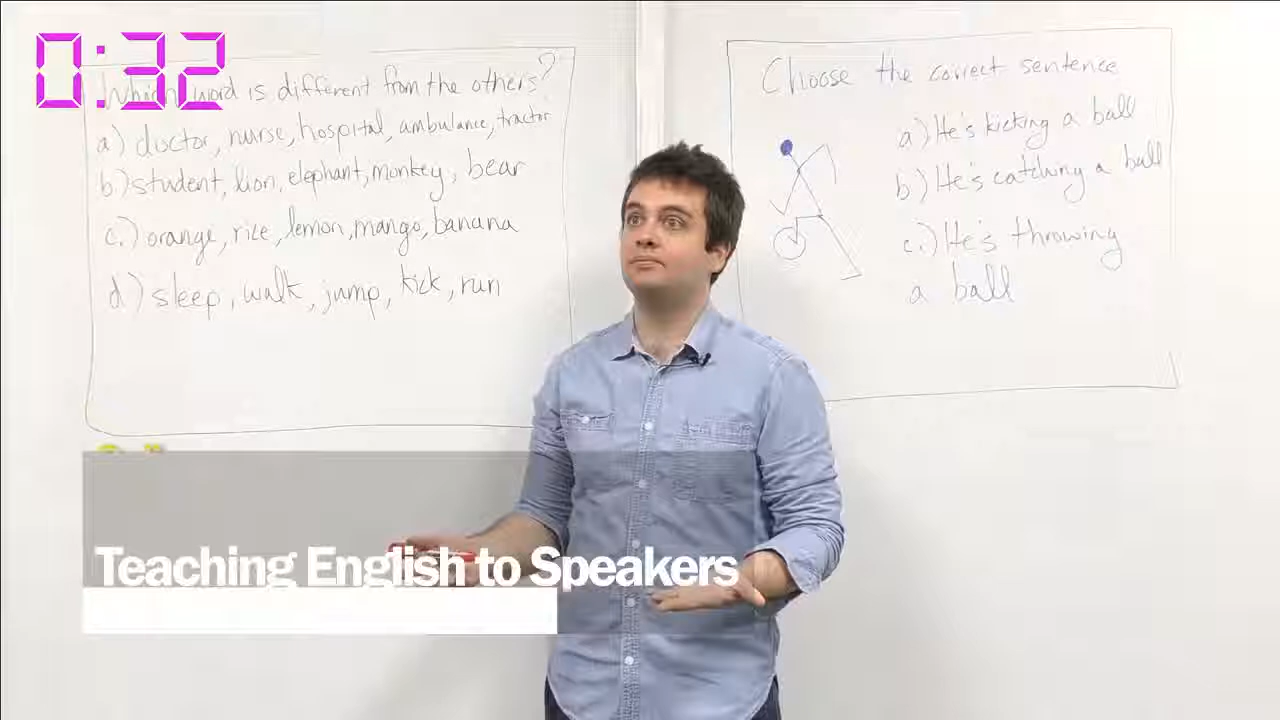 0:32
Which word is different from the others?
a) doctor, nurse, hospital, ambulance, tractor
b) student, lion, elephant, monkey, bear
c.) orange, rice, lemon, mango, banana
d) sleep, walk, jump, kick, run
Choose the correct sentence
a) He's kicking a ball
b) He's catching a ball
c.) He's throwing
a ball
Teaching English to Speakers